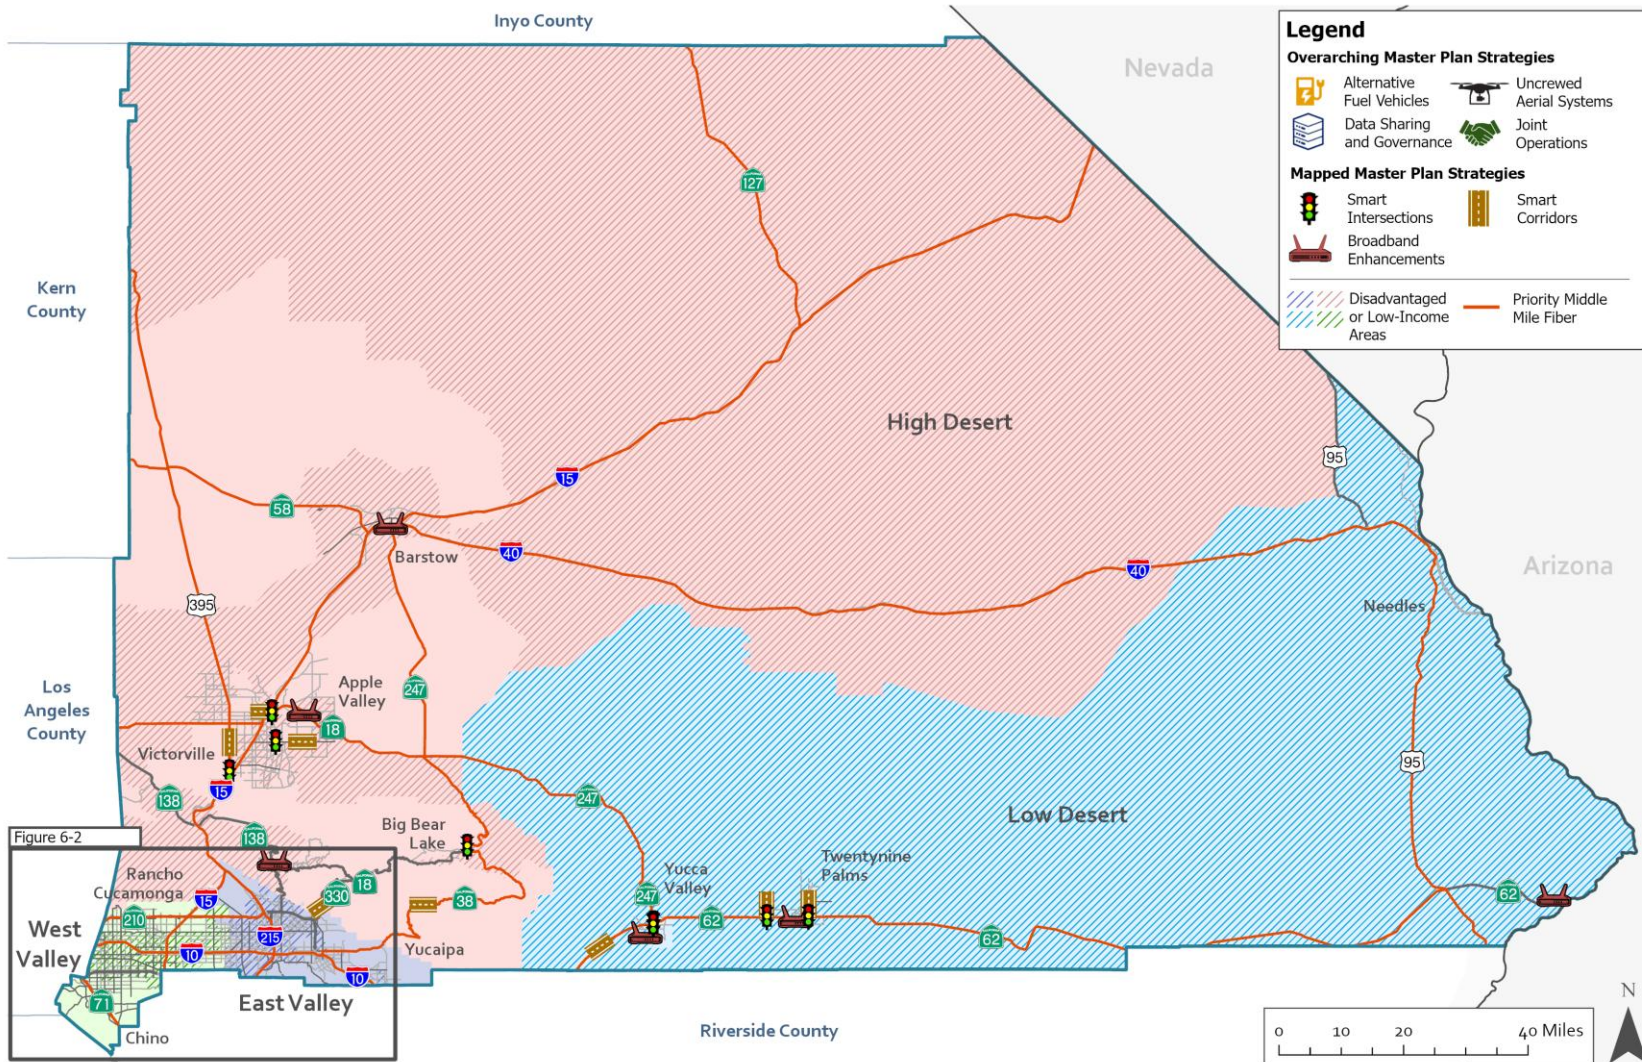 Inyo County
Nevada
Legend
Overarching Master Plan Strategies
Alternative
Fuel Vehicles
Uncrewed
Aerial Systems
Data Sharing
and Governance
Joint
Operations
Mapped Master Plan Strategies
Smart
Intersections
Smart
Corridors
Broadband
Enhancements
Disadvantaged
or Low-Income
Areas
Priority Middle
Mile Fiber
127
Kern
County
High Desert
95
15
58
Barstow
40
40
Arizona
395
Needles
Los
Angeles
County
Apple
Valley
247
18
Victorville
15
138
247
95
138
Big Bear
Lake
Low Desert
Figure 6-2
Rancho
Cucamonga
15
330
18
38
Yucca
Valley
247
Twentynine
Palms
62
62
62
210
West
Valley
215
10
Yucaipa
10
71
East Valley
Chino
Riverside County
N
0 10 20 40 Miles